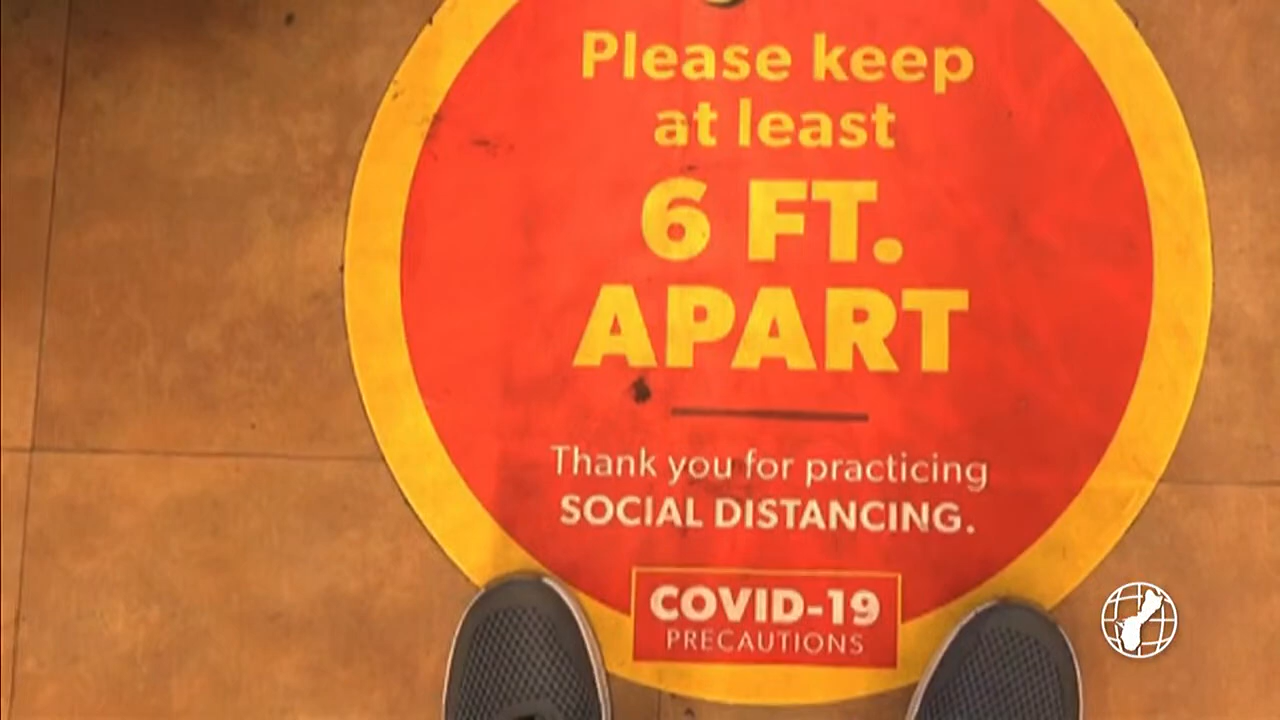 Please keep
at least
6 FT.
APART
Thank you for practicing
SOCIAL DISTANCING.
COVID-19
PRECAUTIONS